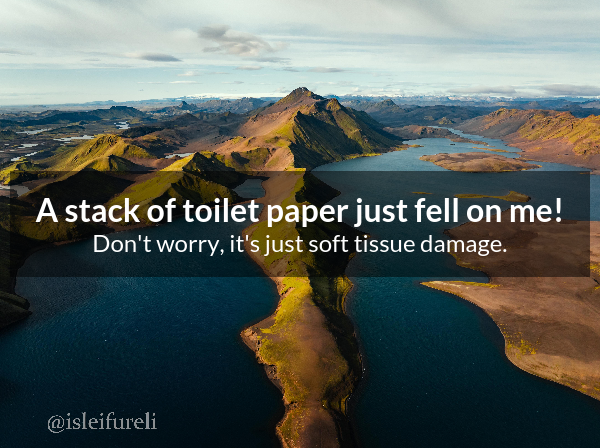 A stack of toilet paper just fell on me!
Don't worry, it's just soft tissue damage.
@isleifureli